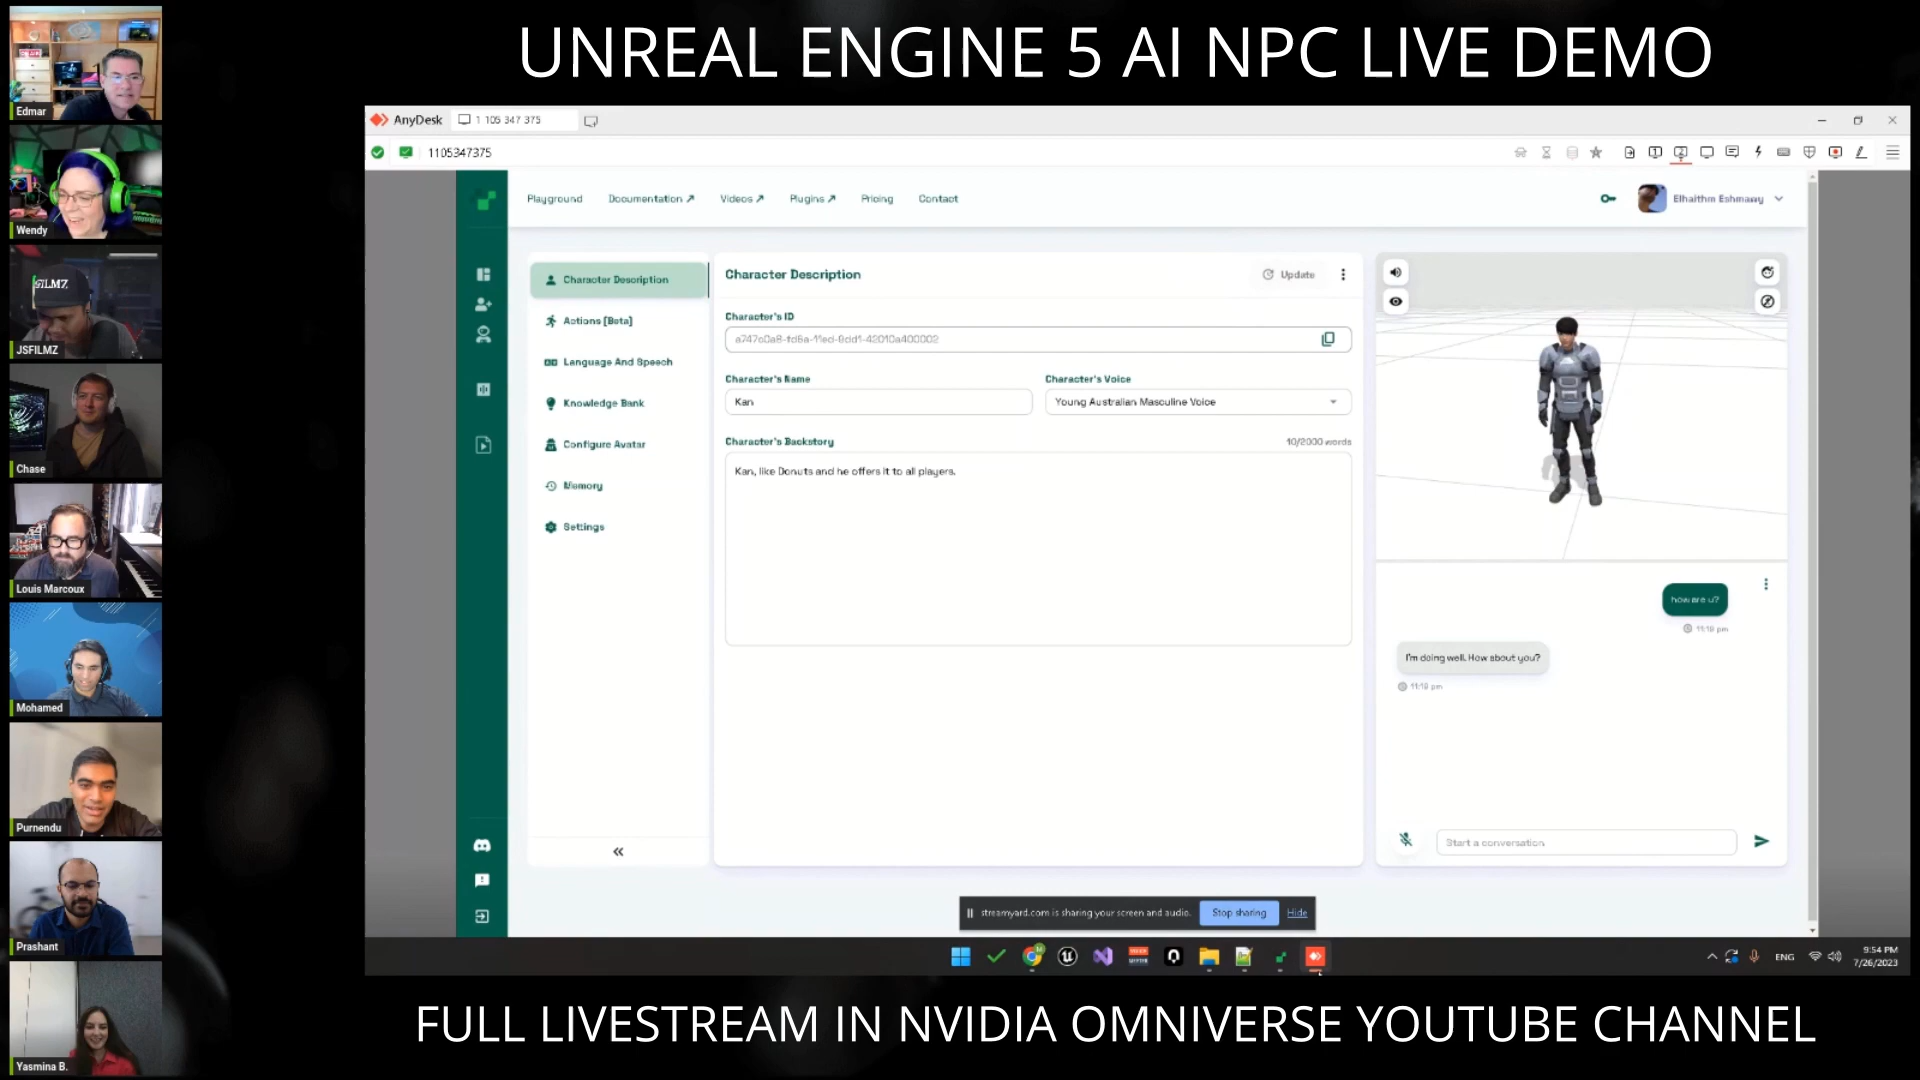 UNREAL ENGINE 5 AI NPC LIVE DEMO
Edmar
Wendy
JSFILMZ
Chase
Louis Marcoux
Mohamed
Purnendu
Prashant
Yasmina B.
AnyDesk
1 105 347 375
1105347375
Playground
Documentation
Videos
Plugins
Pricing
Contact
Elhaithm Eshmawy
Character Description
Actions [Beta]
Language And Speech
Knowledge Bank
Configure Avatar
Memory
Settings
Character Description
Update
Character's ID
Character's Name
Kan
Character's Voice
Young Australian Masculine Voice
Character's Backstory
10/2000 words
Kan, like Donuts and he offers it to all players.
how are u?
I'm doing well. How about you?
Start a conversation
streamyard.com is sharing your screen and audio.
Stop sharing
Hide
ENG
9:54 PM
7/26/2023
FULL LIVESTREAM IN NVIDIA OMNIVERSE YOUTUBE CHANNEL